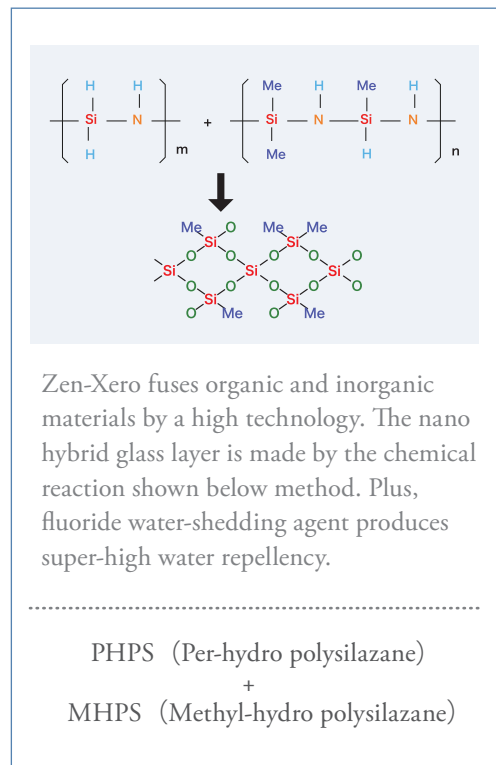 H H Me H Me H
Si N + Si N Si N
H m Me H n
Me O Me Me
Si Si
O O O O O
Si Si Si
O O O O O
Si Si
O Me O Me
Zen-Xero fuses organic and inorganic
materials by a high technology. The nano
hybrid glass layer is made by the chemical
reaction shown below method. Plus,
fluoride water-shedding agent produces
super-high water repellency.
PHPS（Per-hydro polysilazane）
+
MHPS（Methyl-hydro polysilazane）